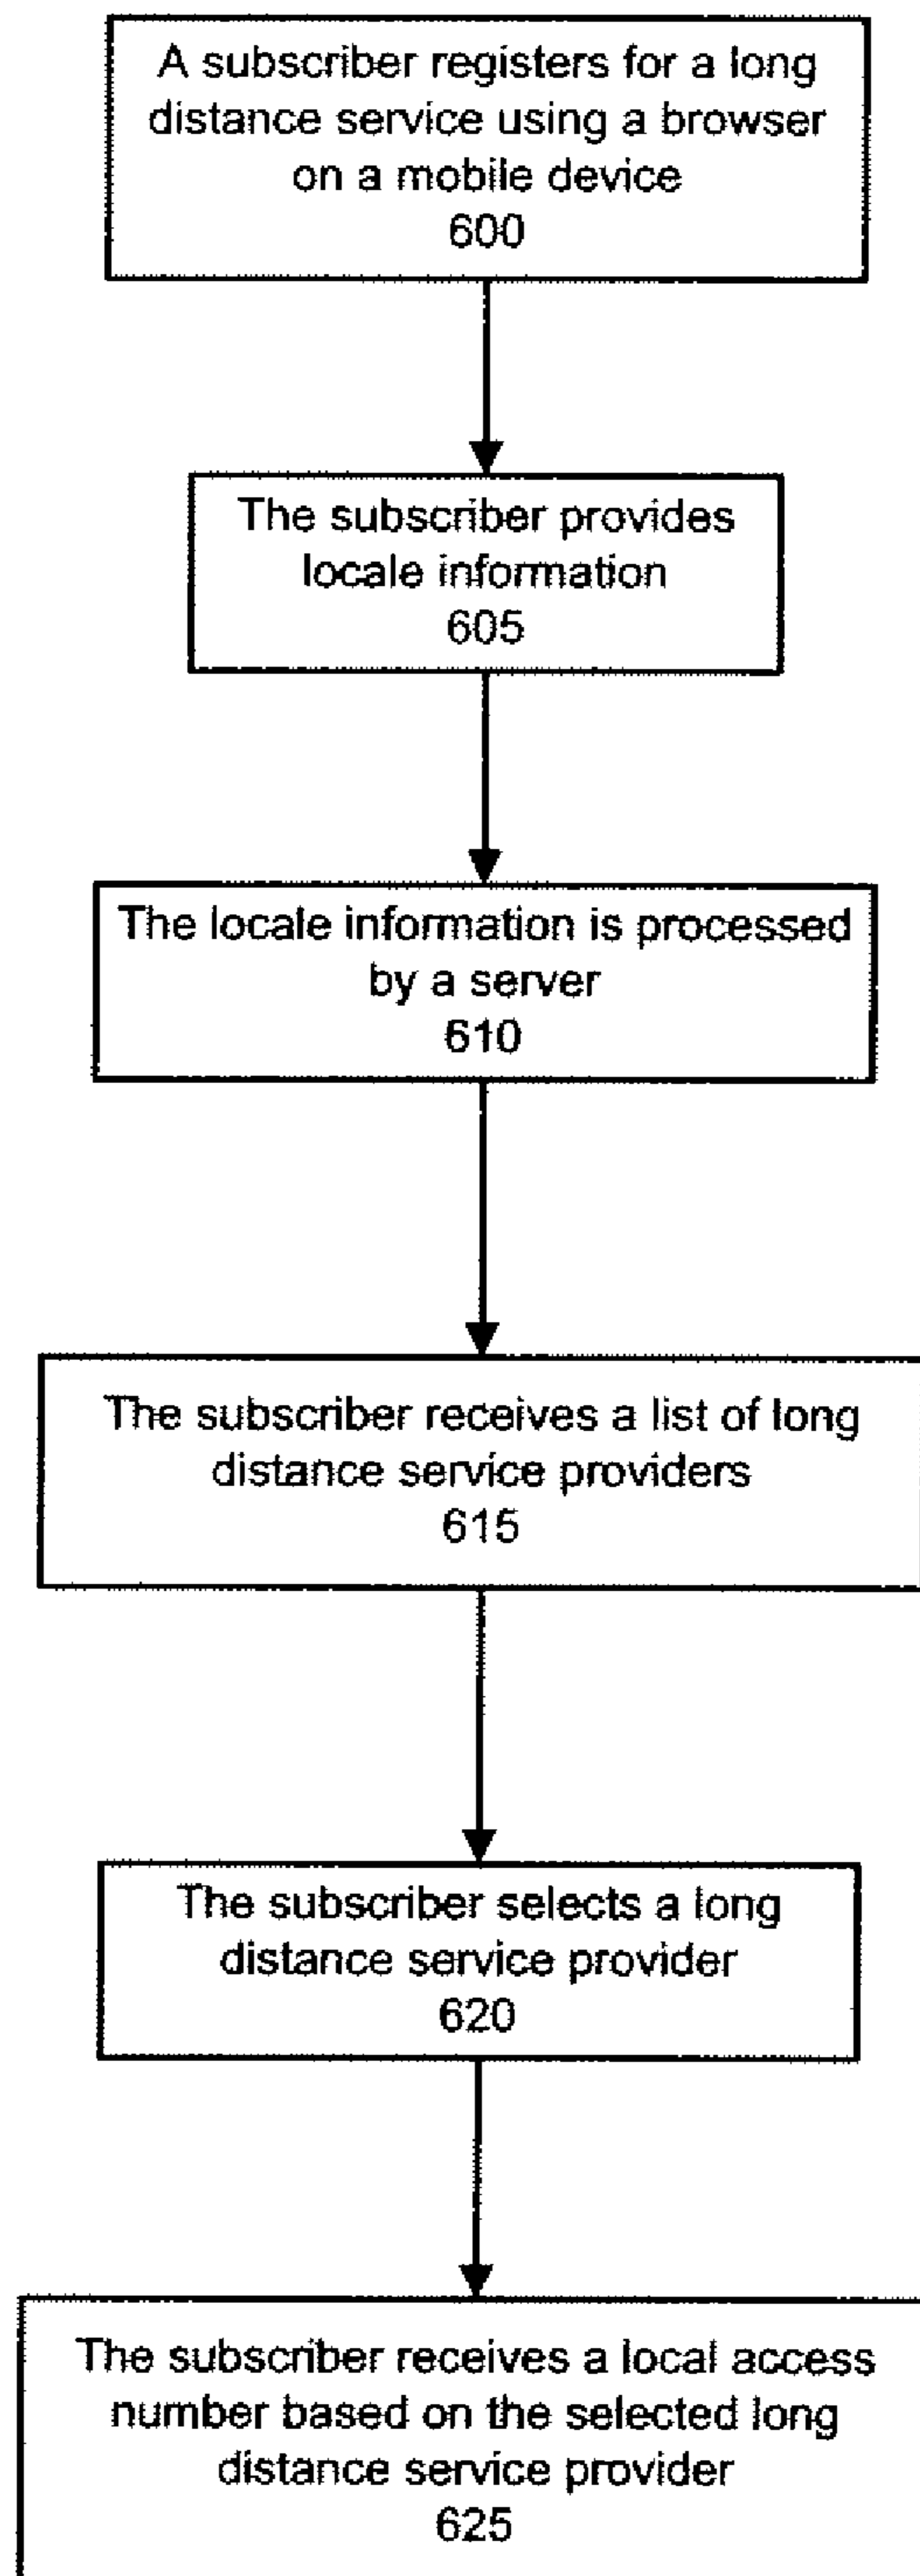 A subscriber registers for a long
distance service using a browser
on a mobile device
600
The subscriber provides
locale information
605
The locale information is processed
by a server
610
The subscriber receives a list of long
distance service providers
615
The subscriber selects a long
distance service provider
620
The subscriber receives a local access
number based on the selected long
distance service provider
625